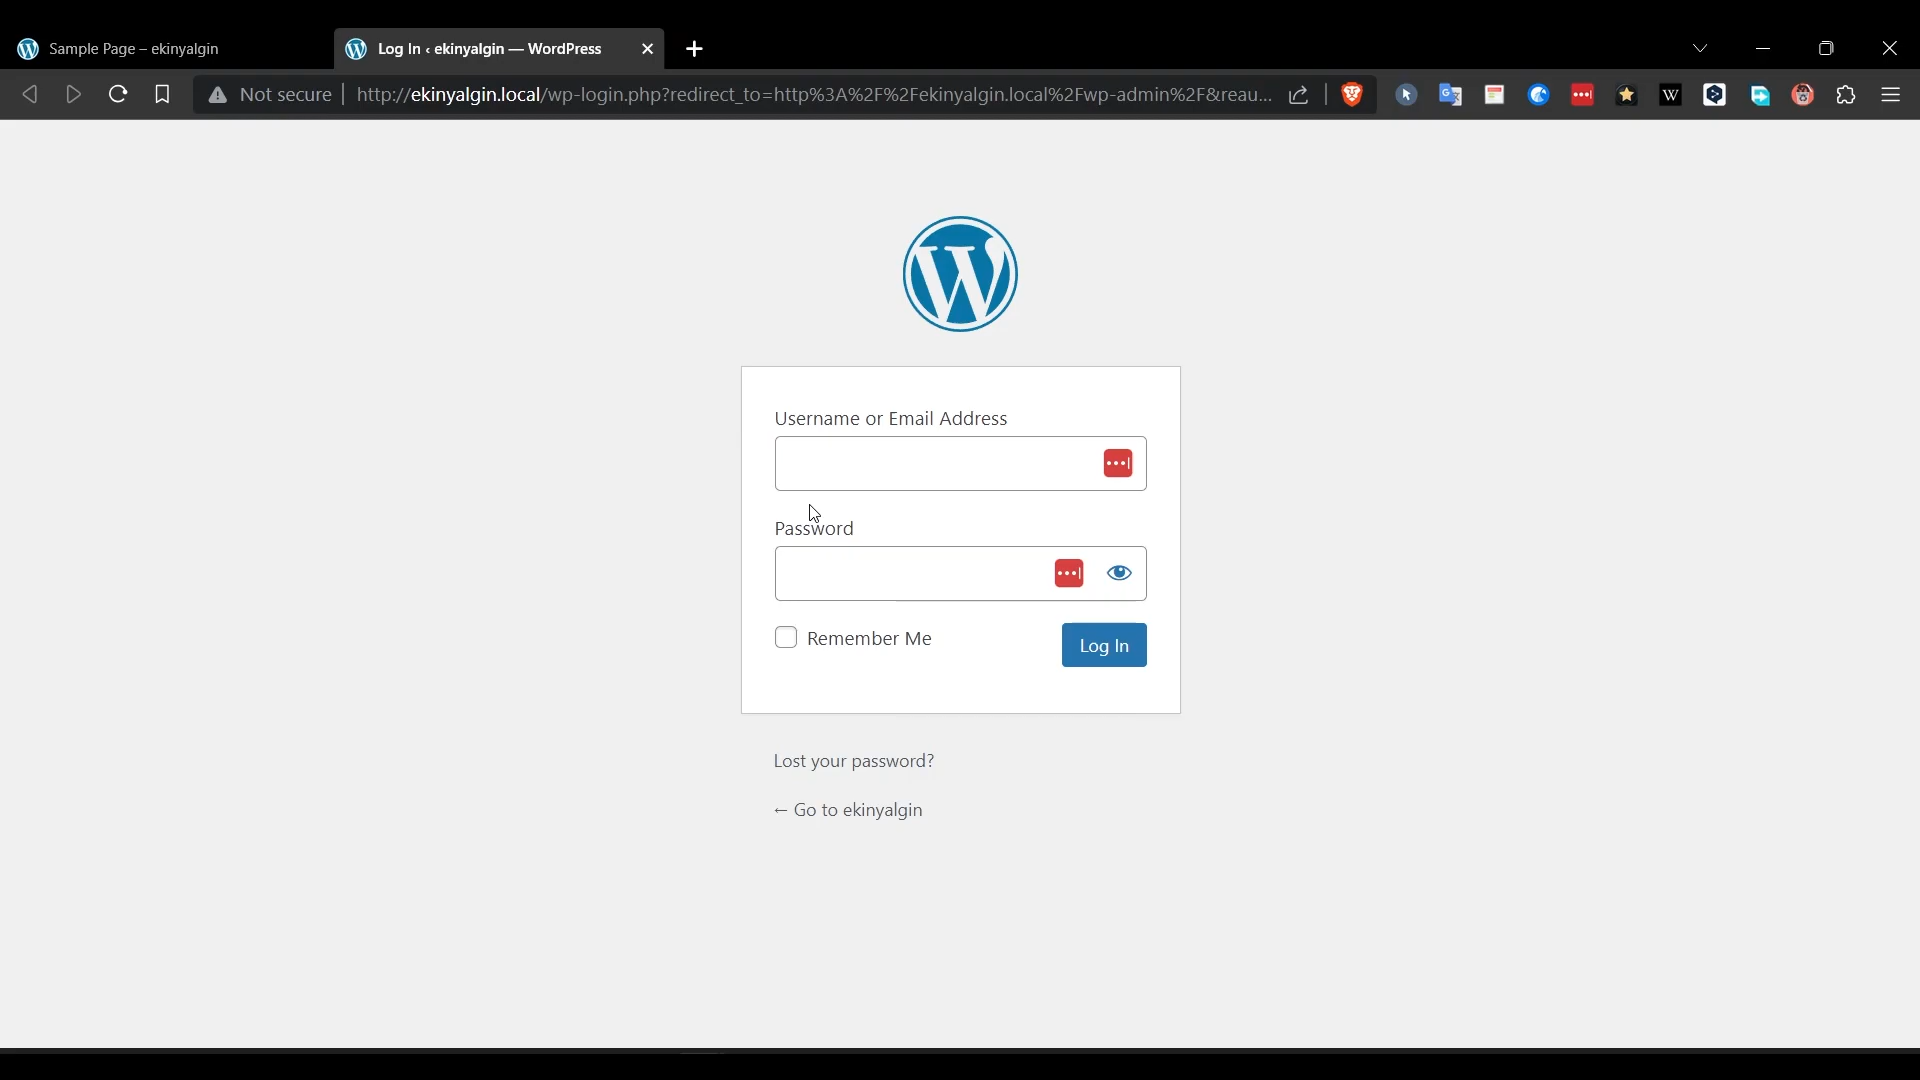 Sample Page – ekinyalgin
Log In ‹ ekinyalgin — WordPress
Not secure
http://ekinyalgin.local/wp-login.php?redirect_to=http%3A%2F%2Fekinyalgin.local%2Fwp-admin%2F&reau...
W
Username or Email Address
Password
Remember Me
Log In
Lost your password?
← Go to ekinyalgin